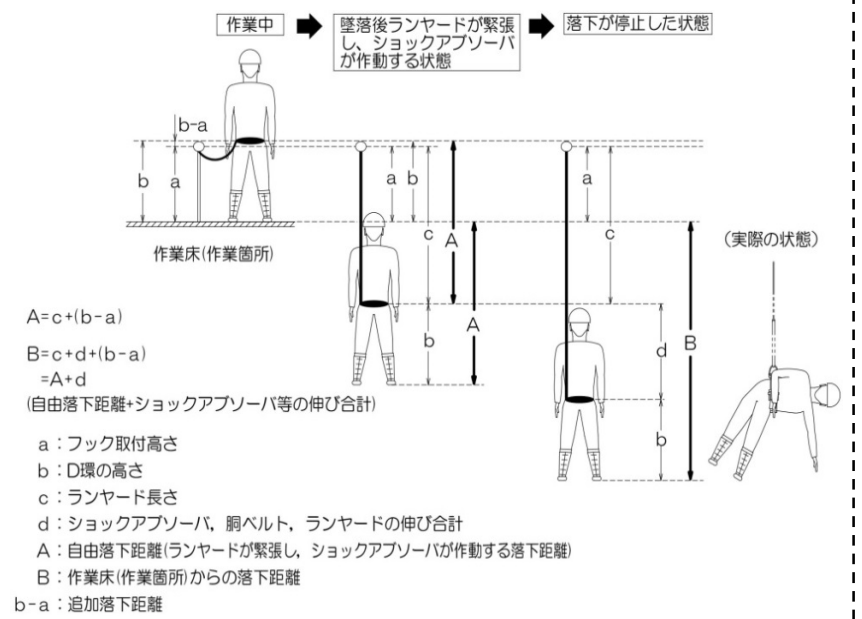 作業中
墜落後ランヤードが緊張
し、ショックアブソーバ
が作動する状態
落下が停止した状態
b-a
b
a
作業床(作業箇所)
a
b
c
A
b
A
a
c
d
b
B
(実際の状態)
A=c+(b-a)
B=c+d+(b-a)
=A+d
(自由落下距離+ショックアブソーバ等の伸び合計)
a：フック取付高さ
b：D環の高さ
c：ランヤード長さ
d：ショックアブソーバ，胴ベルト，ランヤードの伸び合計
A：自由落下距離(ランヤードが緊張し，ショックアブソーバが作動する落下距離)
B：作業床(作業箇所)からの落下距離
b-a：追加落下距離